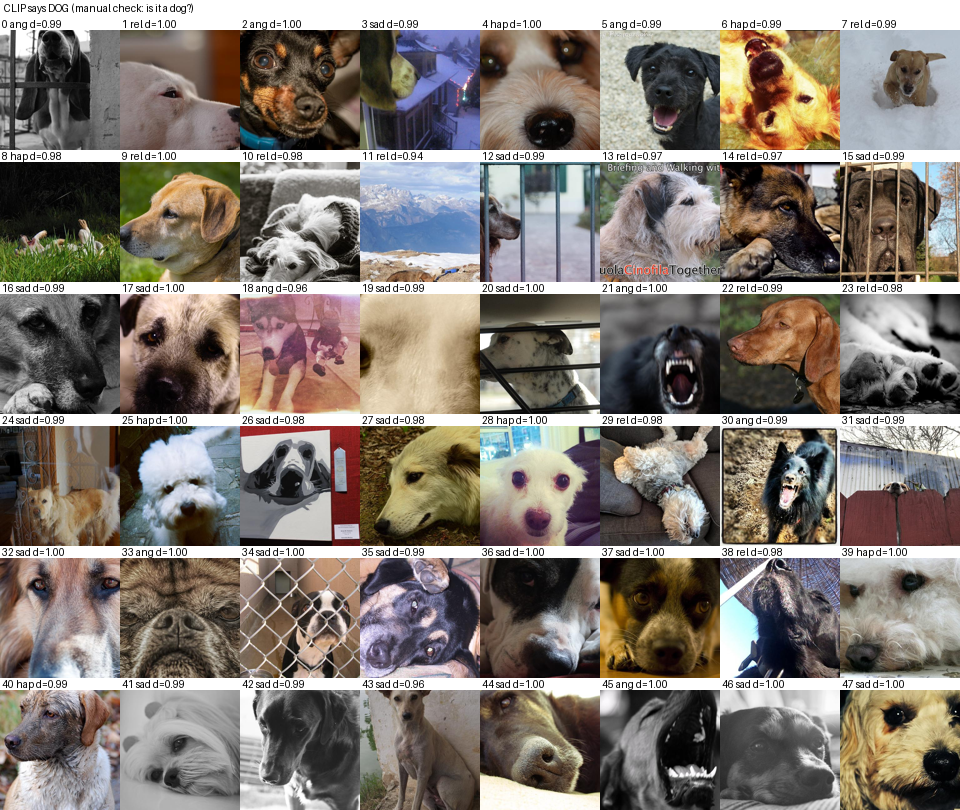 CLIP says DOG (manual check: is it a dog?)
0 ang d=0.99 1 rel d=1.00 2 ang d=1.00 3 sad d=0.99 4 hap d=1.00 5 ang d=0.99 6 hap d=0.99 7 rel d=1.00
8 hap d=0.98 9 rel d=1.00 10 rel d=0.98 11 rel d=0.94 12 sad d=0.99 13 rel d=0.97 14 rel d=0.97 15 sad d=0.99
Briefing and Walking wit
uolaCinofilaTogether
16 sad d=0.99 17 sad d=1.00 18 ang d=0.96 19 sad d=0.99 20 sad d=1.00 21 ang d=1.00 22 rel d=0.99 23 rel d=0.98
24 sad d=0.99 25 hap d=1.00 26 sad d=0.98 27 sad d=0.99 28 hap d=1.00 29 rel d=0.98 30 ang d=0.99 31 sad d=0.99
32 sad d=1.00 33 ang d=1.00 34 sad d=1.00 35 sad d=0.99 36 sad d=1.00 37 sad d=1.00 38 rel d=0.98 39 hap d=1.00
40 hap d=0.99 41 sad d=0.99 42 sad d=0.99 43 sad d=0.96 44 sad d=1.00 45 ang d=1.00 46 sad d=1.00 47 sad d=1.00